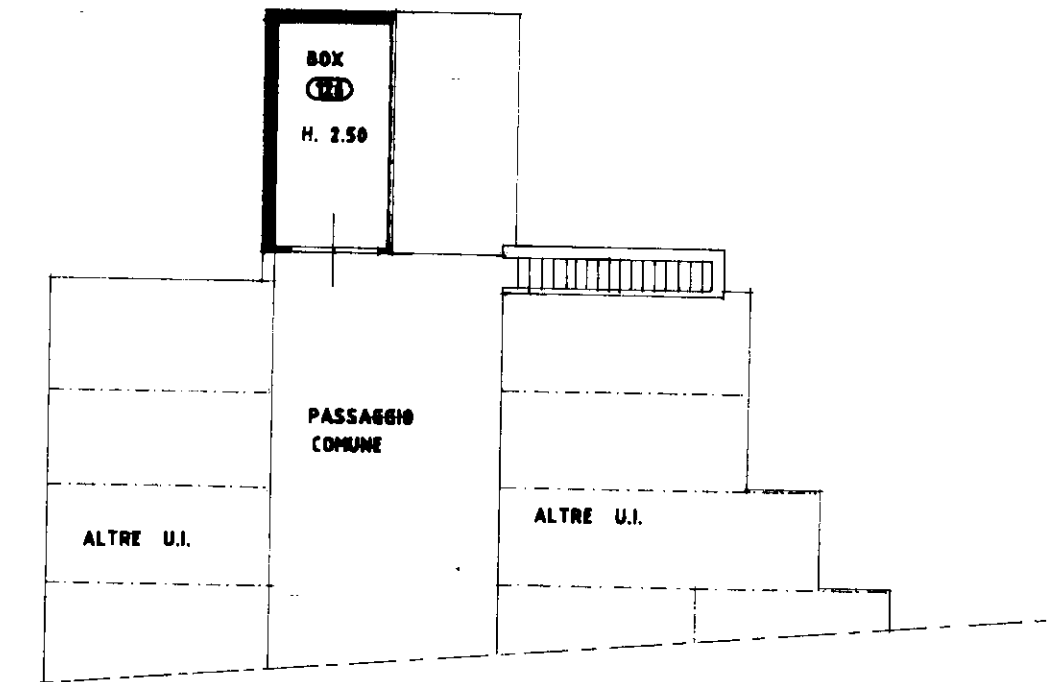 BOX
H. 2.50
PASSAGGIO
COMUNE
ALTRE U.I.
ALTRE U.I.